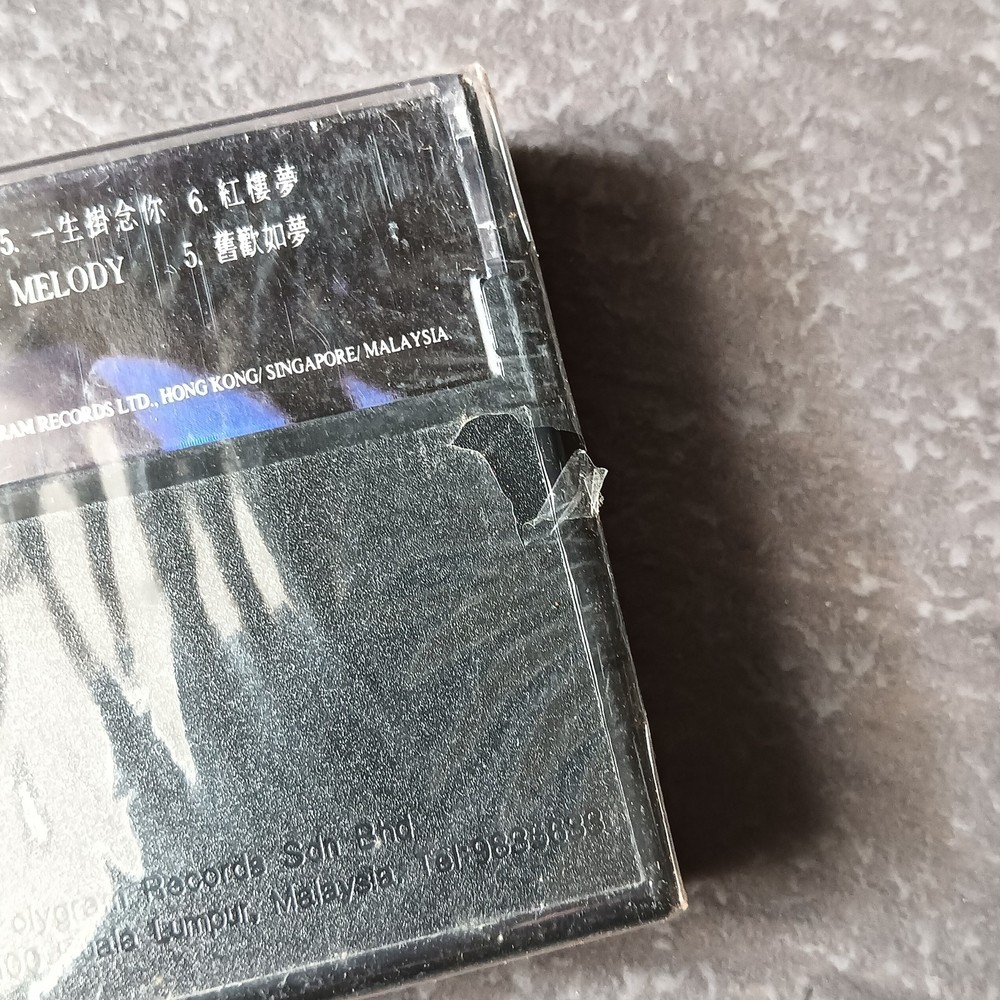 5. 一生掛念你 6. 紅樓夢
MELODY 5. 舊歡如夢
RAM RECORDS LTD., HONG KONG/ SINGAPORE/ MALAYSIA.
olygram Records Sdn Bhd
Kuala Lumpur, Malaysia. Tel: